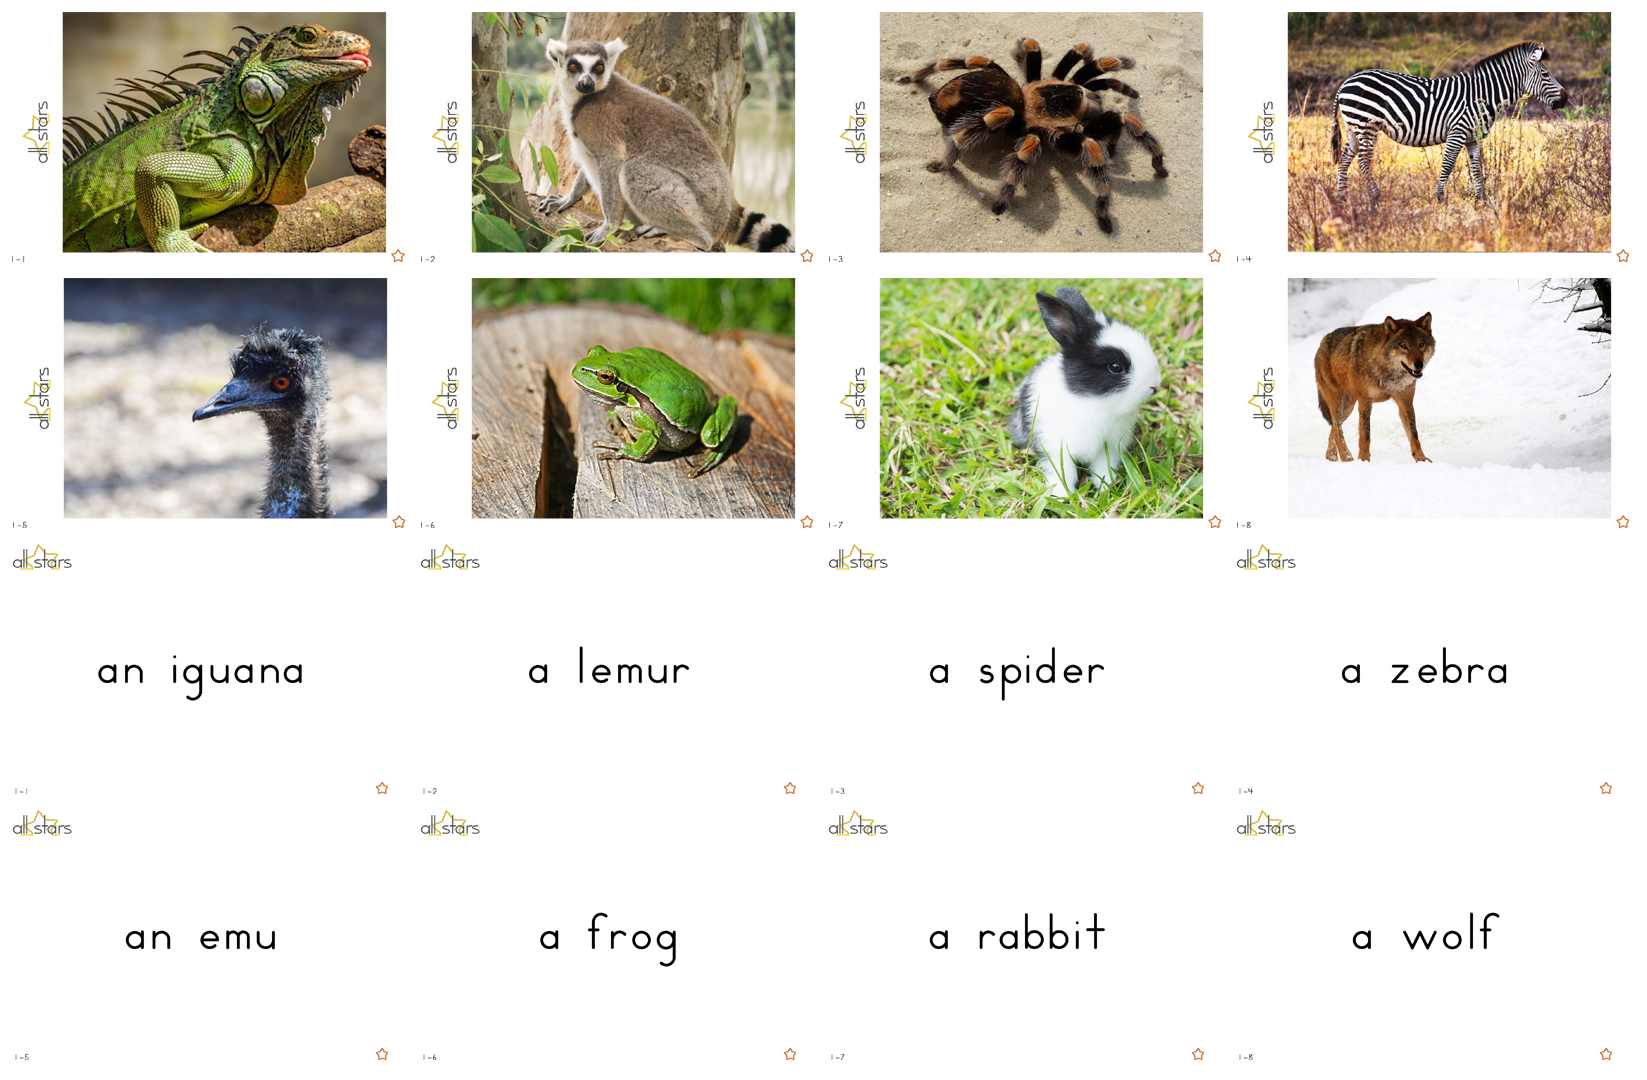 allstars
allstars
allstars
allstars
1-1
1-2
1-3
1-4
allstars
allstars
allstars
allstars
1-5
1-6
1-7
1-8
allstars
allstars
allstars
allstars
an iguana
a lemur
a spider
a zebra
1-1
1-2
1-3
1-4
allstars
allstars
allstars
allstars
an emu
a frog
a rabbit
a wolf
1-5
1-6
1-7
1-8